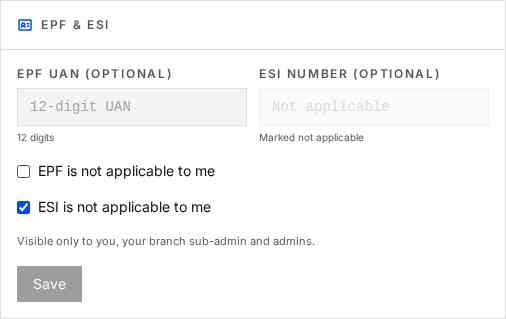 EPF & ESI
EPF UAN (OPTIONAL)
ESI NUMBER (OPTIONAL)
12-digit UAN
Not applicable
12 digits
Marked not applicable
EPF is not applicable to me
ESI is not applicable to me
Visible only to you, your branch sub-admin and admins.
Save